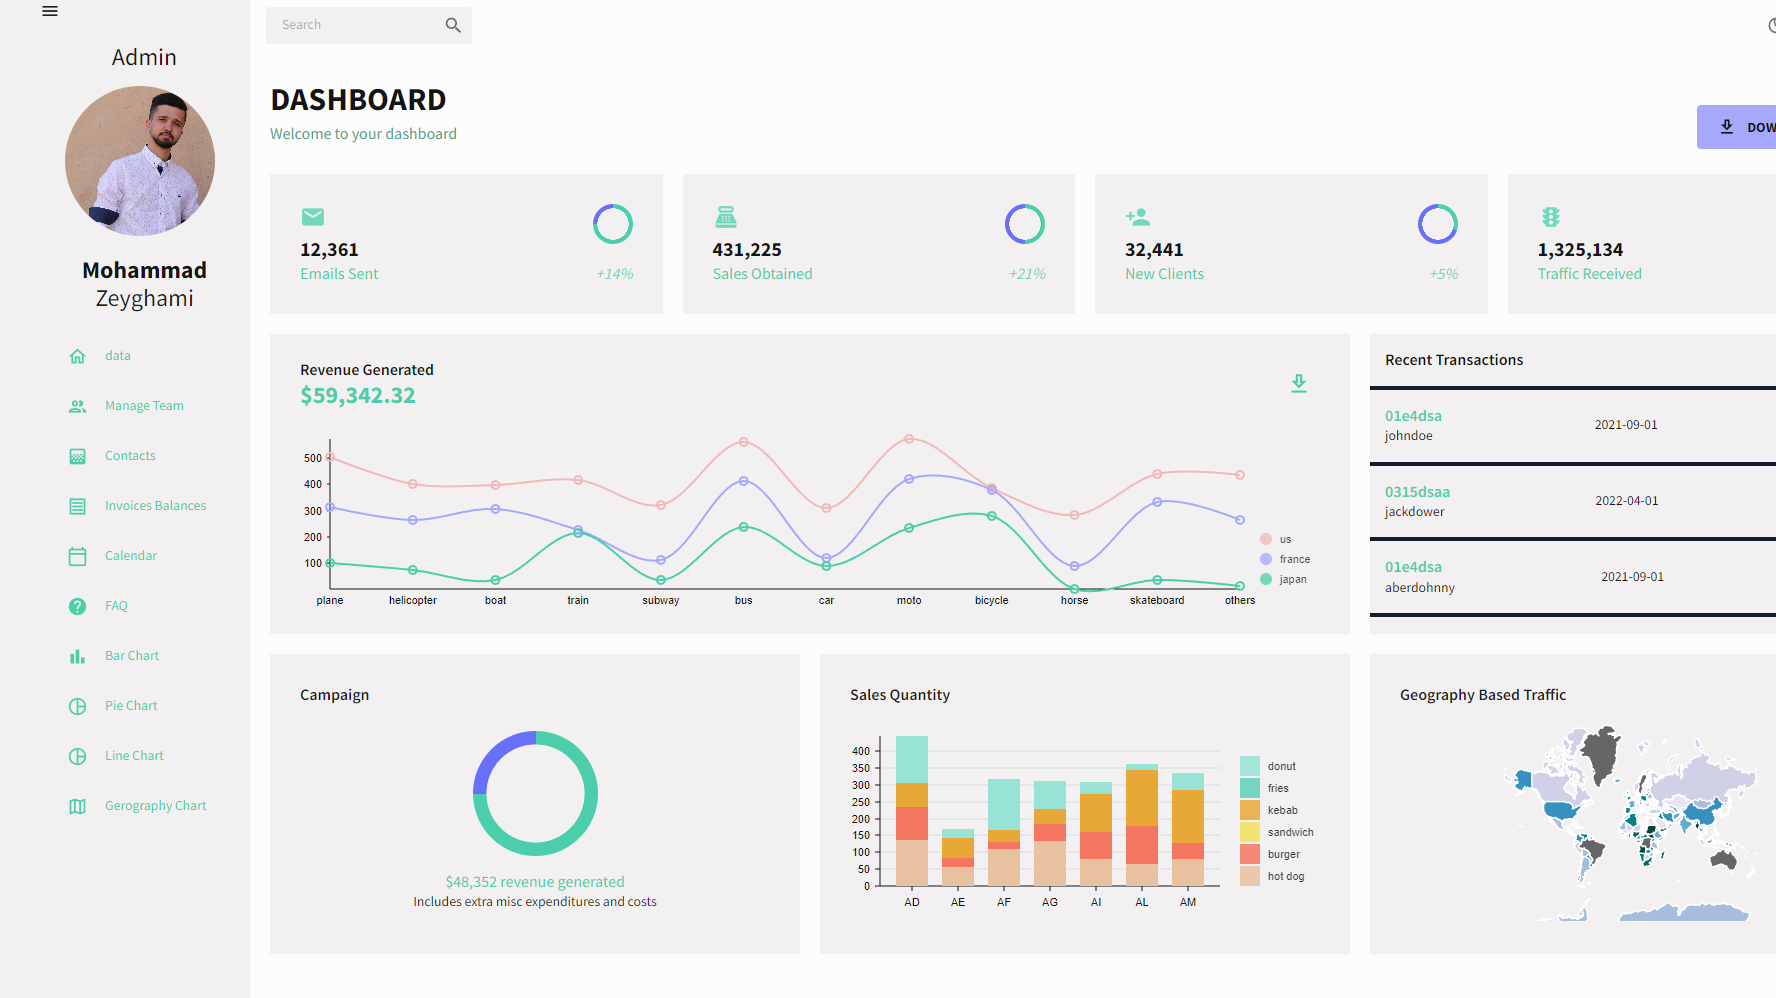 Search
Admin
Mohammad
Zeyghami
data
Manage Team
Contacts
Invoices Balances
Calendar
FAQ
Bar Chart
Pie Chart
Line Chart
Gerography Chart
DASHBOARD
Welcome to your dashboard
DOW
12,361
Emails Sent
+14%
431,225
Sales Obtained
+21%
32,441
New Clients
+5%
1,325,134
Traffic Received
Revenue Generated
$59,342.32
500
400
300
200
100
plane helicopter boat train subway bus car moto bicycle horse skateboard others
us
france
japan
Recent Transactions
01e4dsa
johndoe
2021-09-01
0315dsaa
jackdower
2022-04-01
01e4dsa
aberdohnny
2021-09-01
Campaign
$48,352 revenue generated
Includes extra misc expenditures and costs
Sales Quantity
400
350
300
250
200
150
100
50
0
AD AE AF AG AI AL AM
donut
fries
kebab
sandwich
burger
hot dog
Geography Based Traffic